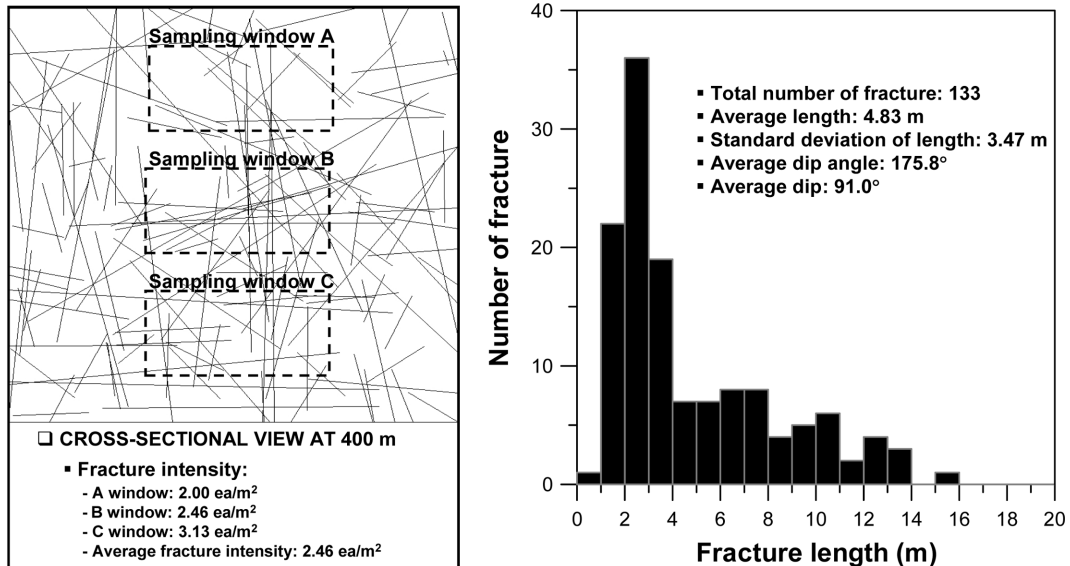 Sampling window A
Sampling window B
Sampling window C
❑ CROSS-SECTIONAL VIEW AT 400 m
▪ Fracture intensity:
- A window: 2.00 ea/m²
- B window: 2.46 ea/m²
- C window: 3.13 ea/m²
- Average fracture intensity: 2.46 ea/m²
Number of fracture
40
30
20
10
0
▪ Total number of fracture: 133
▪ Average length: 4.83 m
▪ Standard deviation of length: 3.47 m
▪ Average dip angle: 175.8°
▪ Average dip: 91.0°
0 2 4 6 8 10 12 14 16 18 20
Fracture length (m)